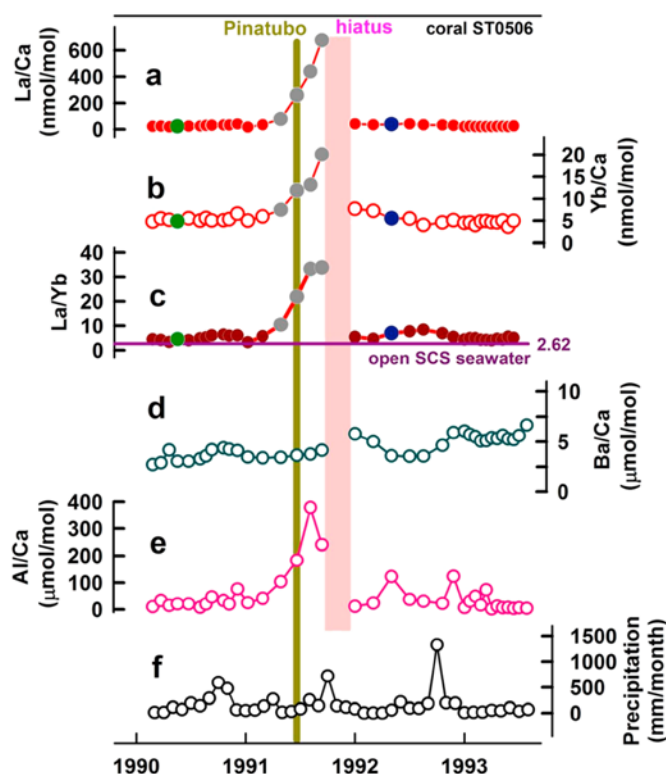 Pinatubo hiatus coral ST0506
La/Ca
(nmol/mol)
600
400
200
0
a
b
20
15
10
5
0
Yb/Ca
(nmol/mol)
La/Yb
40
30
20
10
0
c
2.62
open SCS seawater
d
10
5
0
Ba/Ca
(μmol/mol)
Al/Ca
(μmol/mol)
400
300
200
100
0
e
f
1500
1000
500
0
Precipitation
(mm/month)
1990 1991 1992 1993